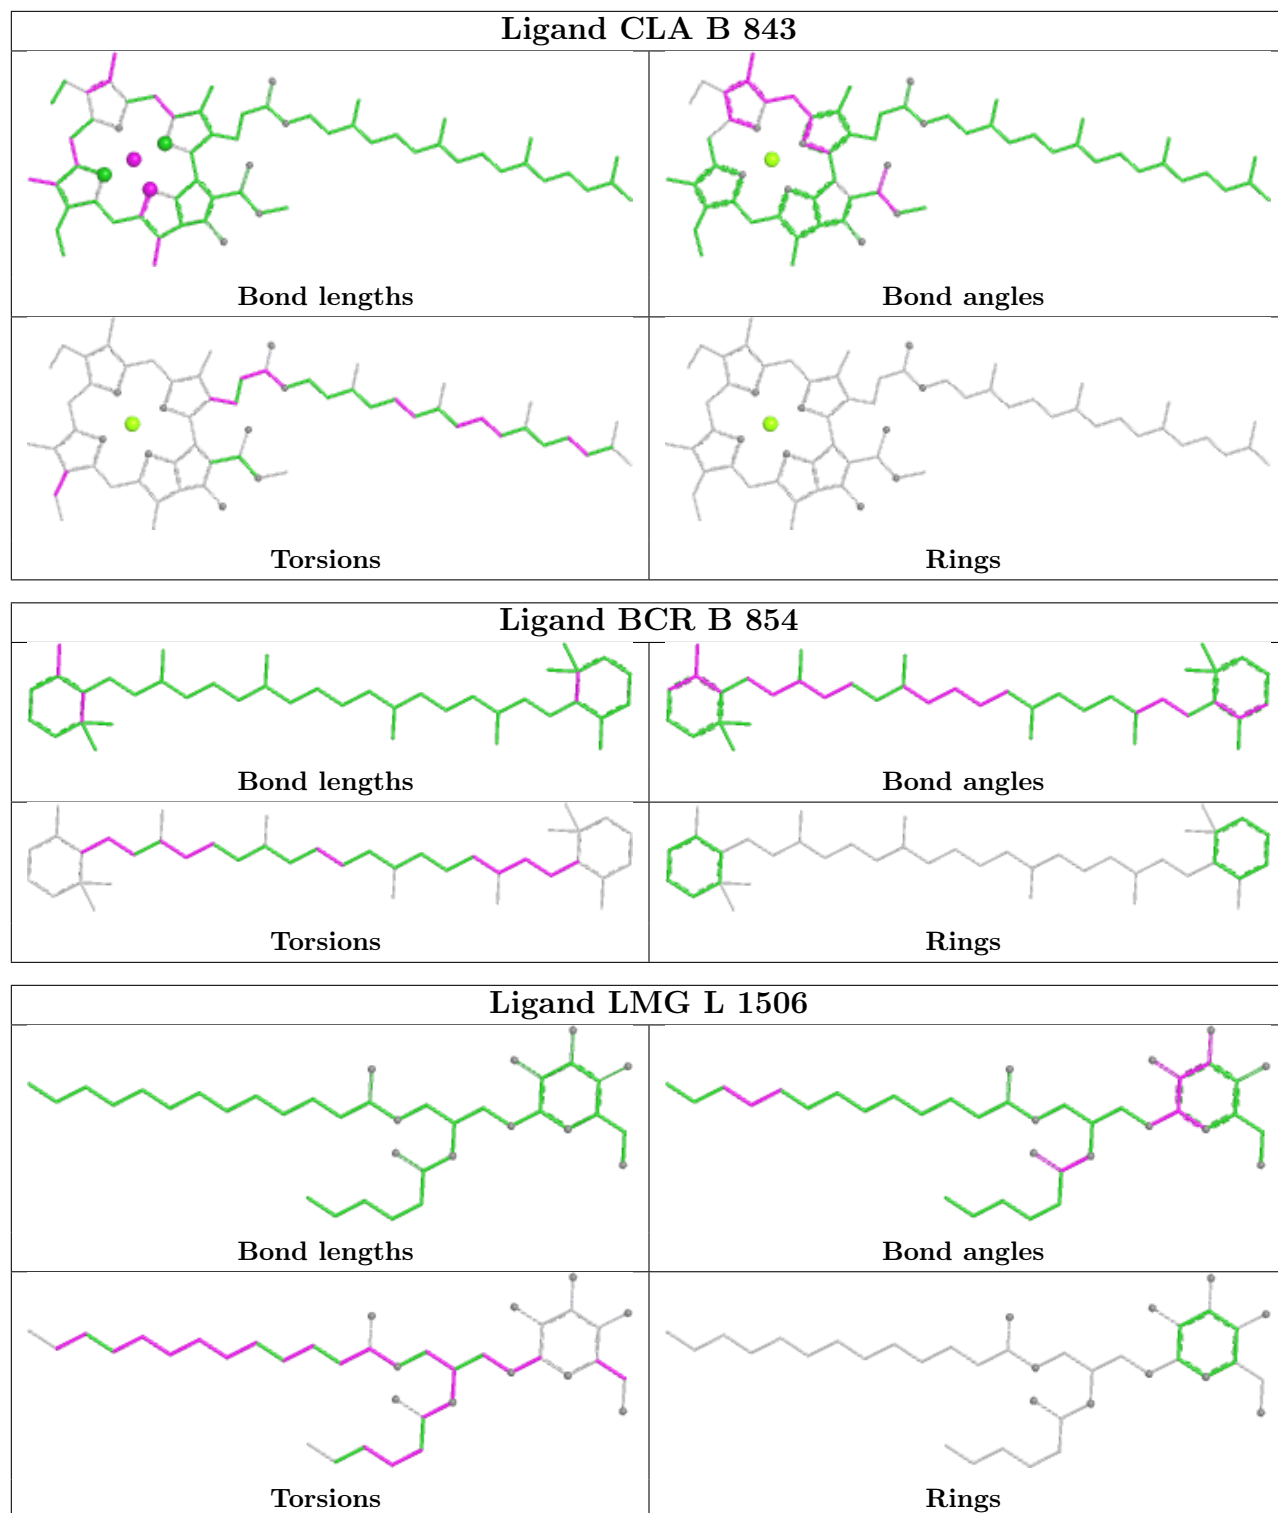 Ligand CLA B 843
Bond lengths
Bond angles
Torsions
Rings
Ligand BCR B 854
Bond lengths
Bond angles
Torsions
Rings
Ligand LMG L 1506
Bond lengths
Bond angles
Torsions
Rings